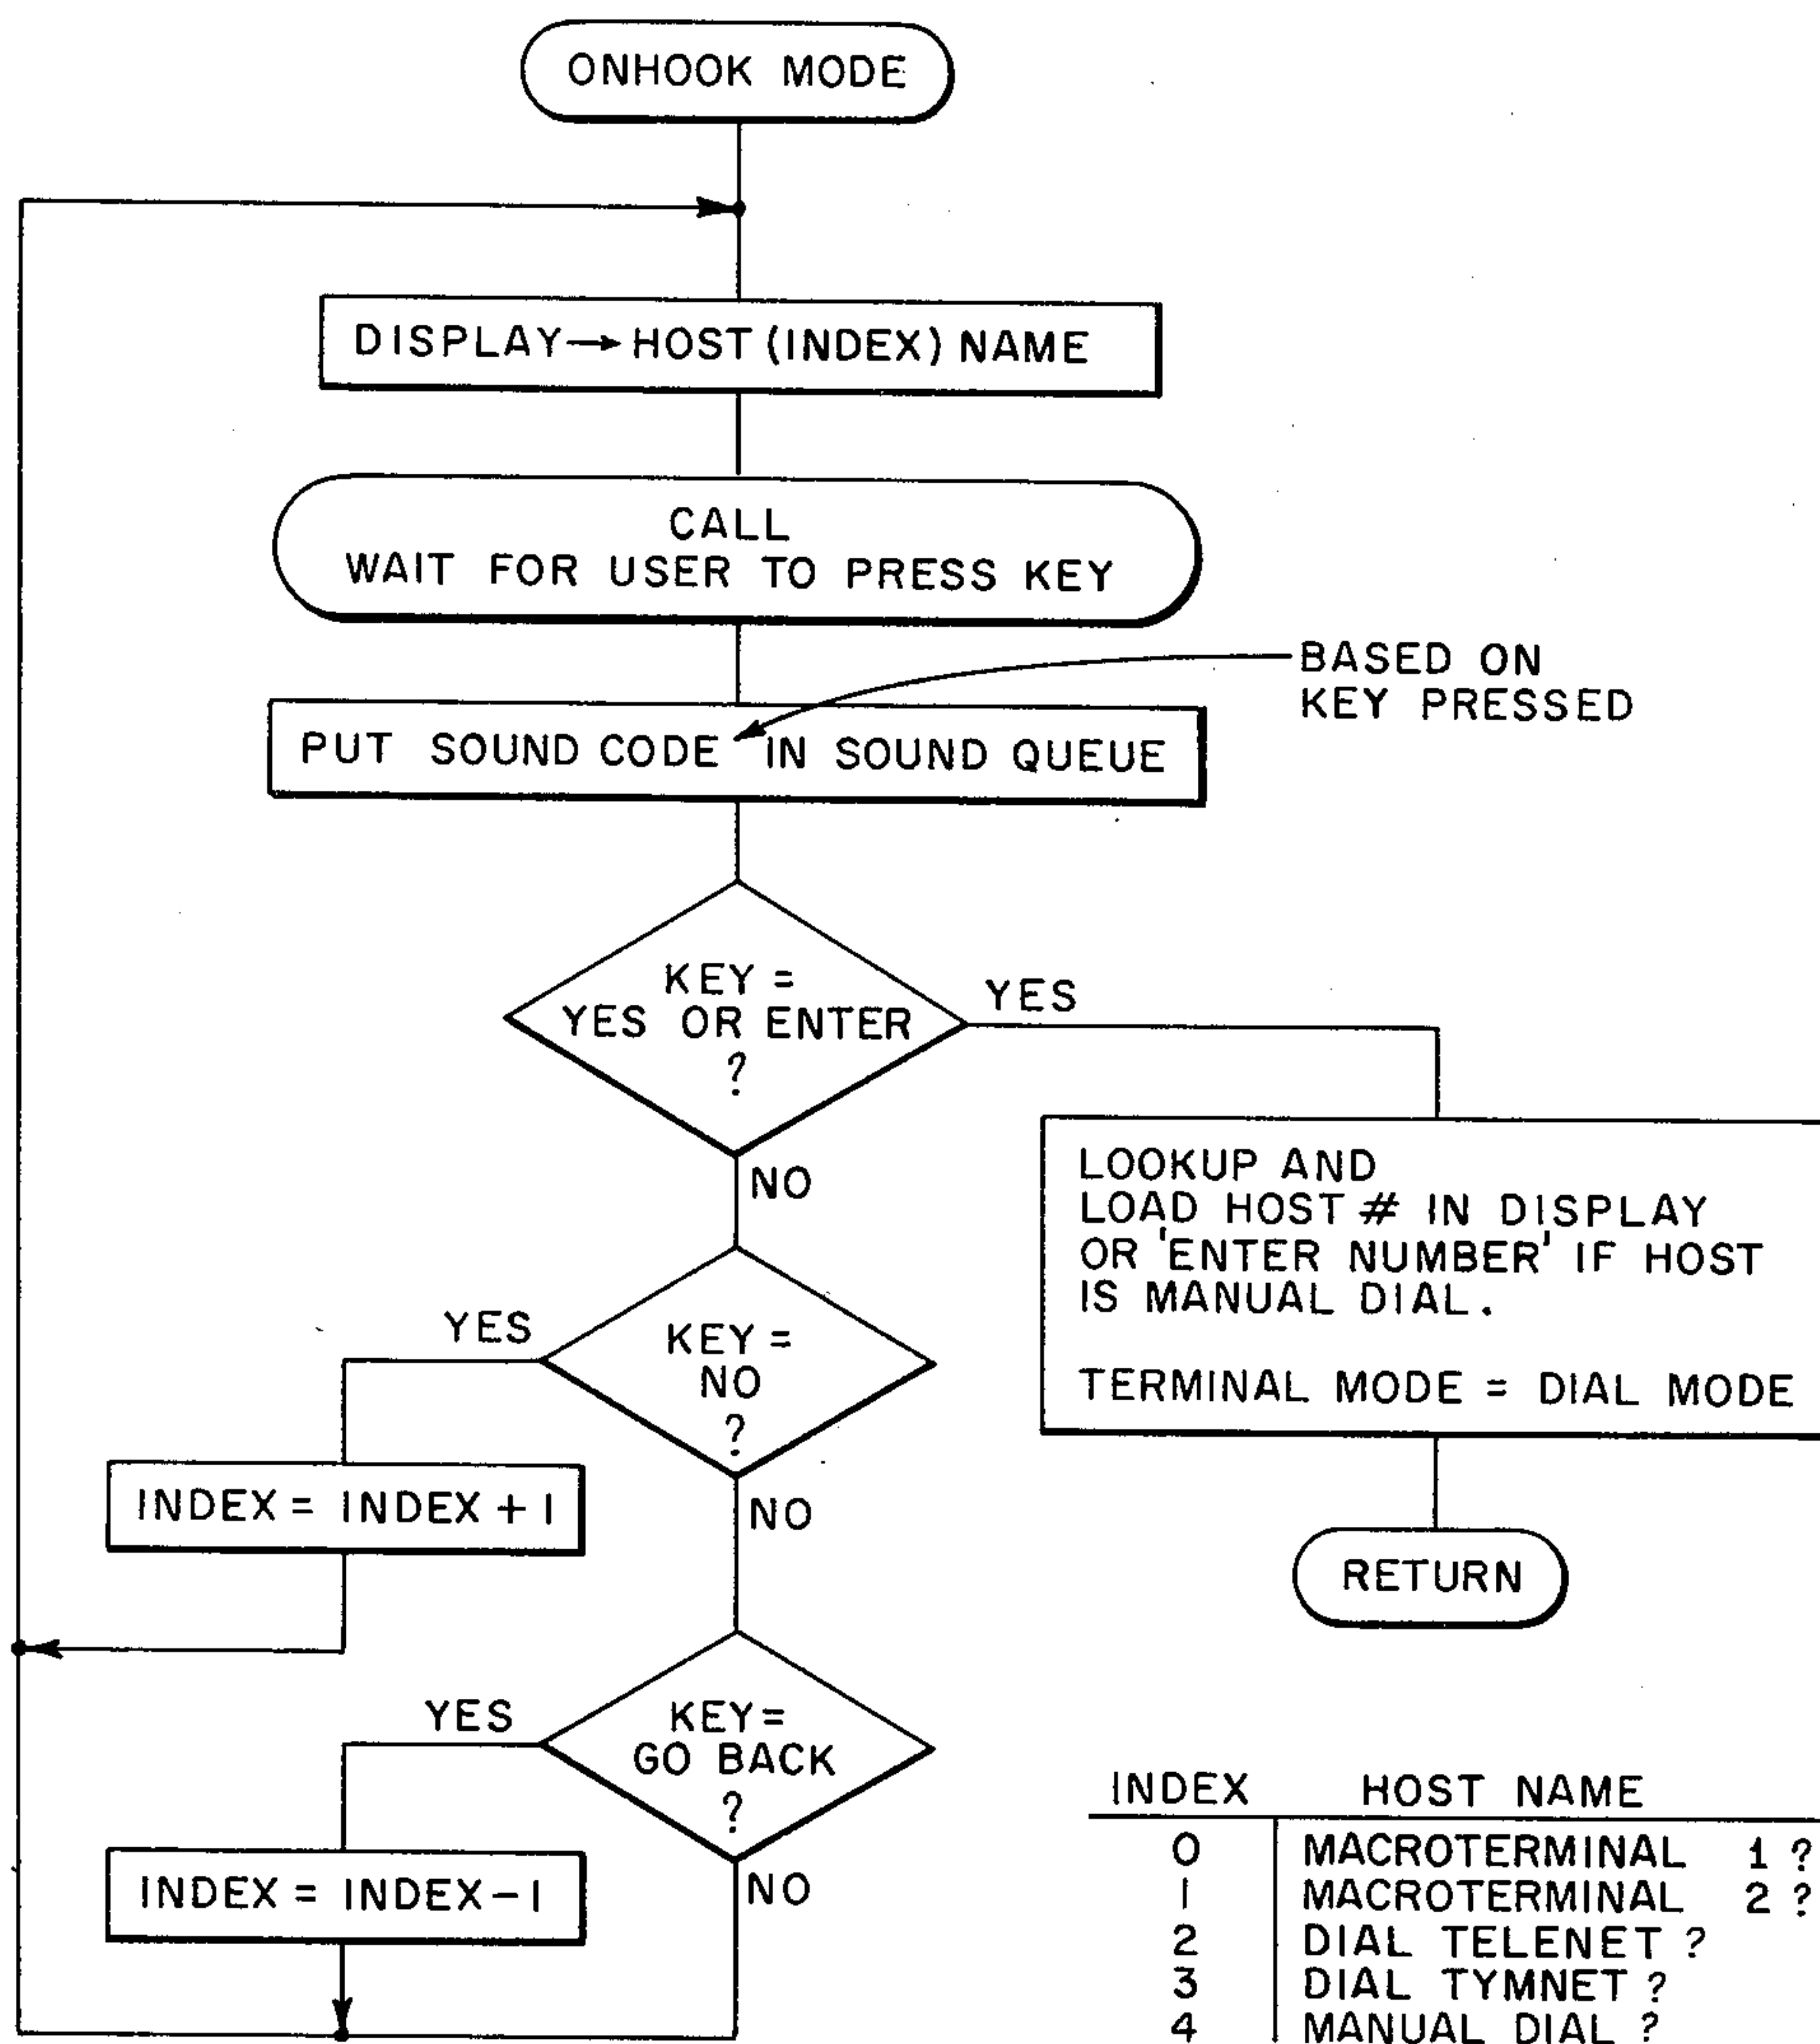 ONHOOK MODE
DISPLAY→HOST (INDEX) NAME
CALL
WAIT FOR USER TO PRESS KEY
BASED ON
KEY PRESSED
PUT SOUND CODE IN SOUND QUEUE
KEY =
YES OR ENTER
?
YES
NO
LOOKUP AND
LOAD HOST # IN DISPLAY
OR 'ENTER NUMBER' IF HOST
IS MANUAL DIAL.
TERMINAL MODE = DIAL MODE
RETURN
KEY =
NO
?
YES
NO
INDEX = INDEX + 1
KEY =
GO BACK
?
YES
NO
INDEX = INDEX - 1
INDEX HOST NAME
0 MACROTERMINAL 1 ?
1 MACROTERMINAL 2 ?
2 DIAL TELENET ?
3 DIAL TYMNET ?
4 MANUAL DIAL ?